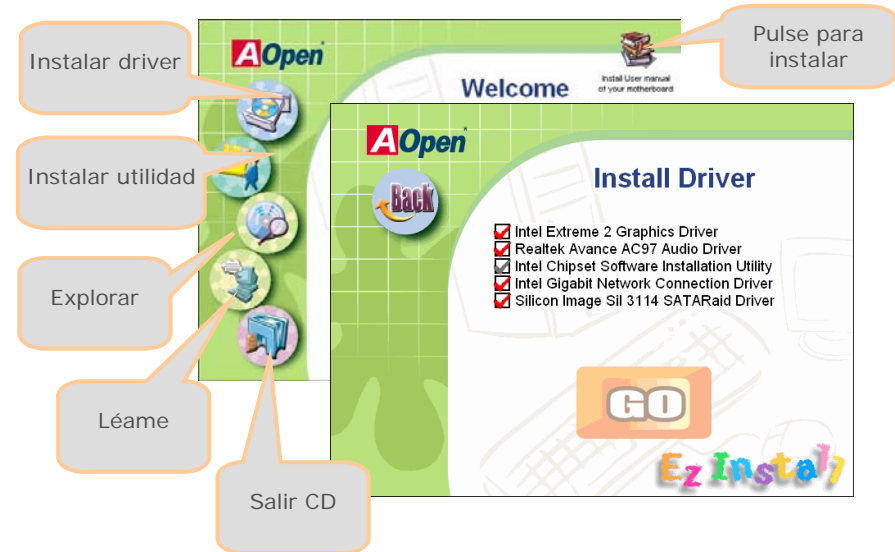 Instalar driver
AOpen
Welcome
Install User manual
of your motherboard
Pulse para
instalar
Instalar utilidad
Explorar
Léame
Salir CD
AOpen
Back
Install Driver
Intel Extreme 2 Graphics Driver
Realtek Avance AC97 Audio Driver
Intel Chipset Software Installation Utility
Intel Gigabit Network Connection Driver
Silicon Image Sil 3114 SATARaid Driver
GO
Ez Install